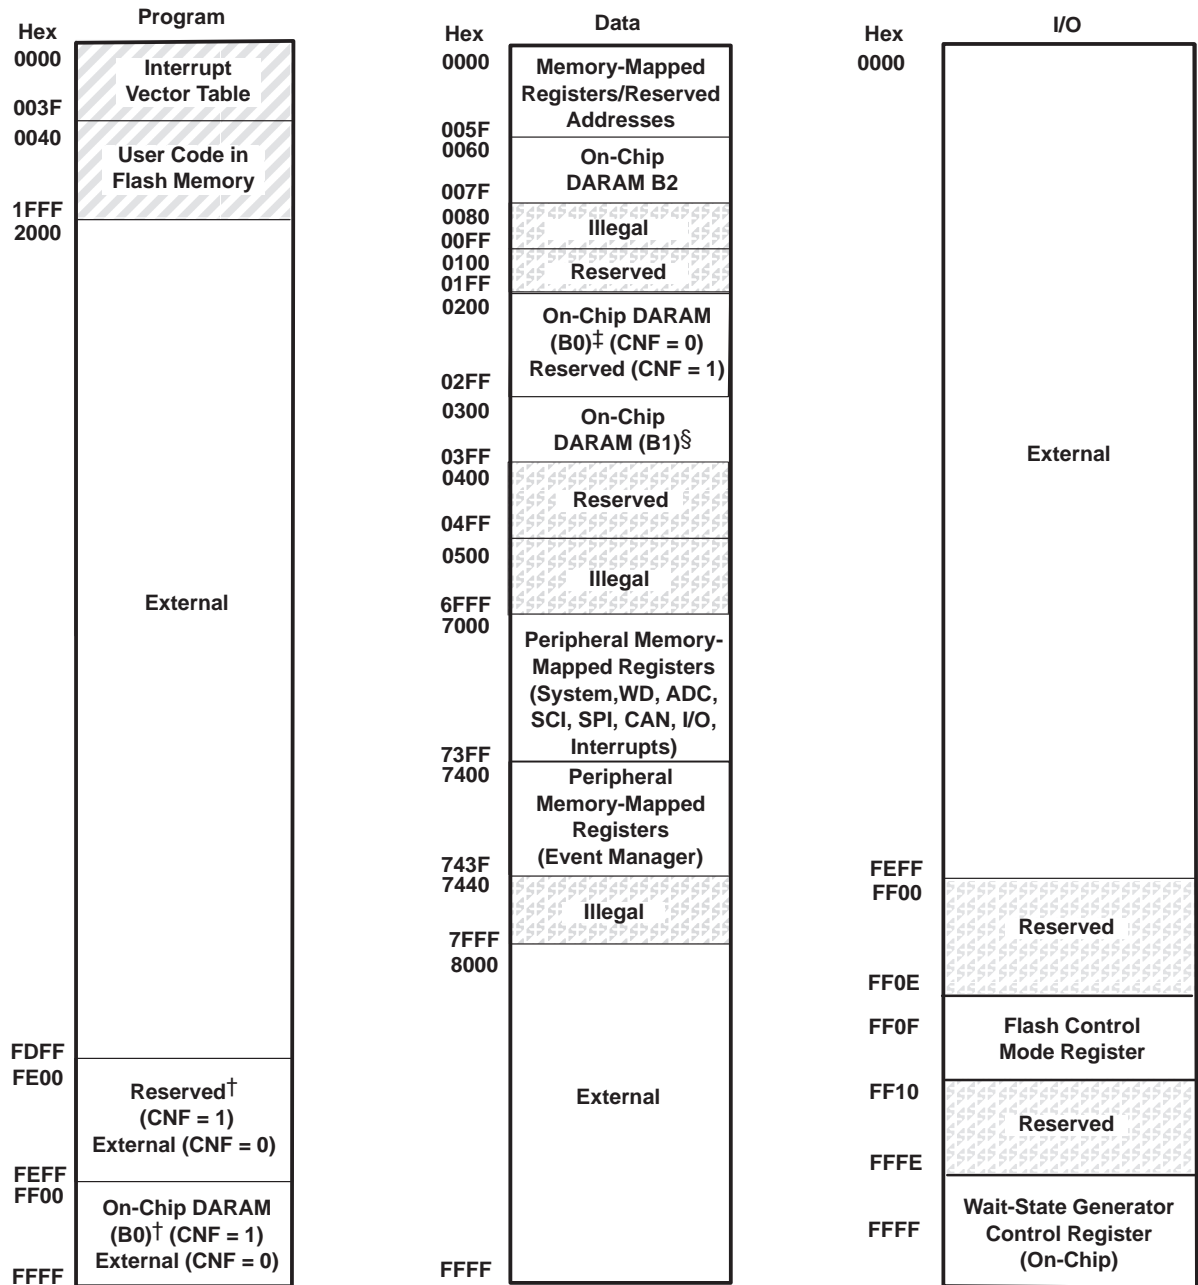 Program
Hex
0000
Interrupt
Vector Table
003F
0040
User Code in
Flash Memory
1FFF
2000
External
FDFF
FE00
Reserved†
(CNF = 1)
External (CNF = 0)
FEFF
FF00
On-Chip DARAM
(B0)† (CNF = 1)
External (CNF = 0)
FFFF
Data
Hex
0000
Memory-Mapped
Registers/Reserved
Addresses
005F
0060
On-Chip
DARAM B2
007F
0080
Illegal
00FF
0100
Reserved
01FF
0200
On-Chip DARAM
(B0)‡ (CNF = 0)
Reserved (CNF = 1)
02FF
0300
On-Chip
DARAM (B1)§
03FF
0400
Reserved
04FF
0500
Illegal
6FFF
7000
Peripheral Memory-
Mapped Registers
(System,WD, ADC,
SCI, SPI, CAN, I/O,
Interrupts)
73FF
7400
Peripheral
Memory-Mapped
Registers
(Event Manager)
743F
7440
Illegal
7FFF
8000
External
FFFF
I/O
Hex
0000
External
FEFF
FF00
Reserved
FF0E
FF0F
Flash Control
Mode Register
FF10
Reserved
FFFE
Wait-State Generator
Control Register
(On-Chip)
FFFF